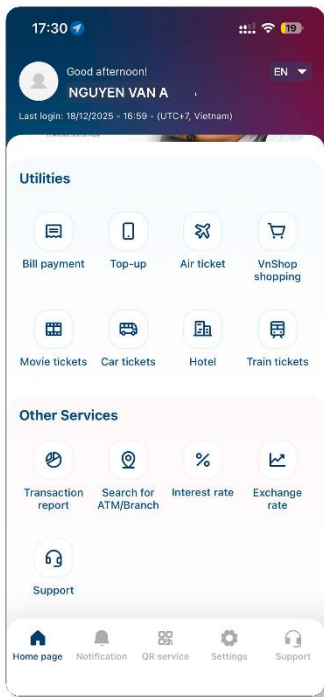 17:30
19
Good afternoon!
EN
NGUYEN VAN A
Last login: 18/12/2025 - 16:59 - (UTC+7, Vietnam)
Utilities
Bill payment
Top-up
Air ticket
VnShop
shopping
Movie tickets
Car tickets
Hotel
Train tickets
Other Services
Transaction
report
Search for
ATM/Branch
Interest rate
Exchange
rate
Support
Home page
Notification
QR service
Settings
Support